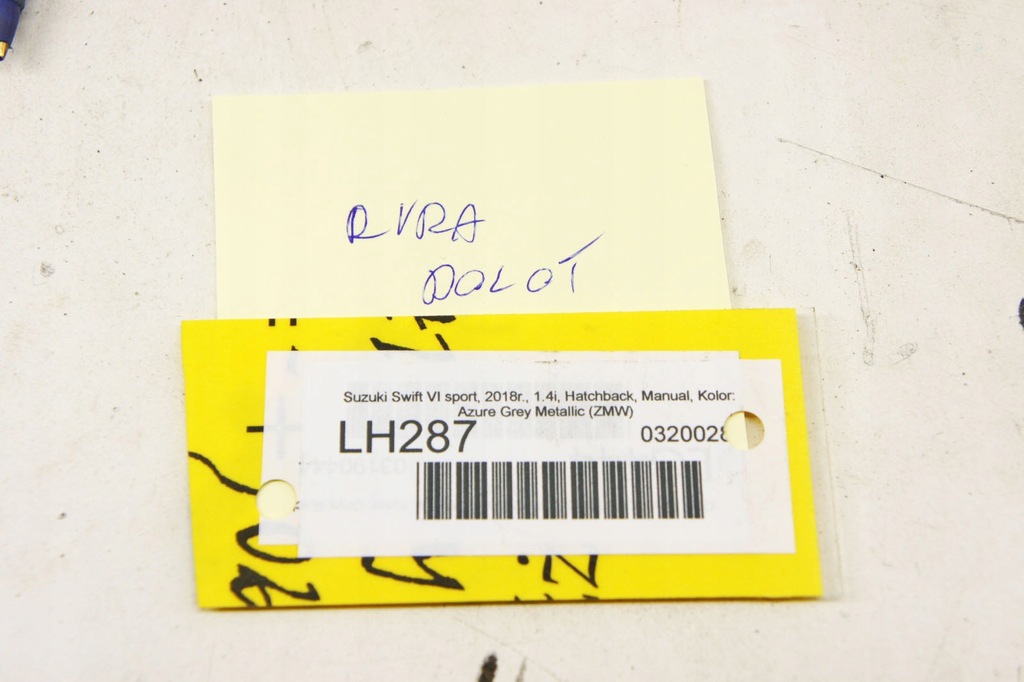 RURA
DOLOT
Suzuki Swift VI sport, 2018r., 1.4i, Hatchback, Manual, Kolor:
Azure Grey Metallic (ZMW)
LH287
0320028